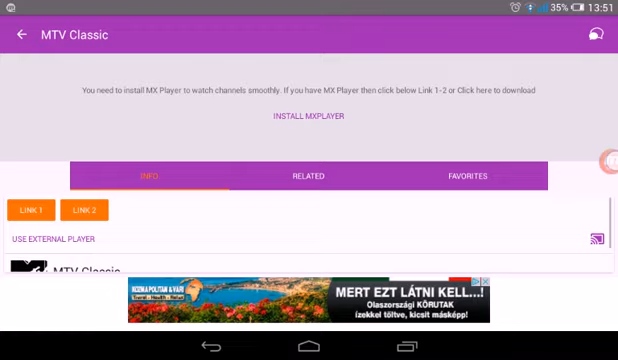 35% 13:51
MTV Classic
You need to install MX Player to watch channels smoothly. If you have MX Player then click below Link 1-2 or Click here to download
INSTALL MXPLAYER
INFO RELATED FAVORITES
LINK 1 LINK 2
USE EXTERNAL PLAYER
MTV Classic
MERT EZT LÁTNI KELL...!
Olaszországi KÖRUTAK
ízekkel töltve, kicsit másképp!